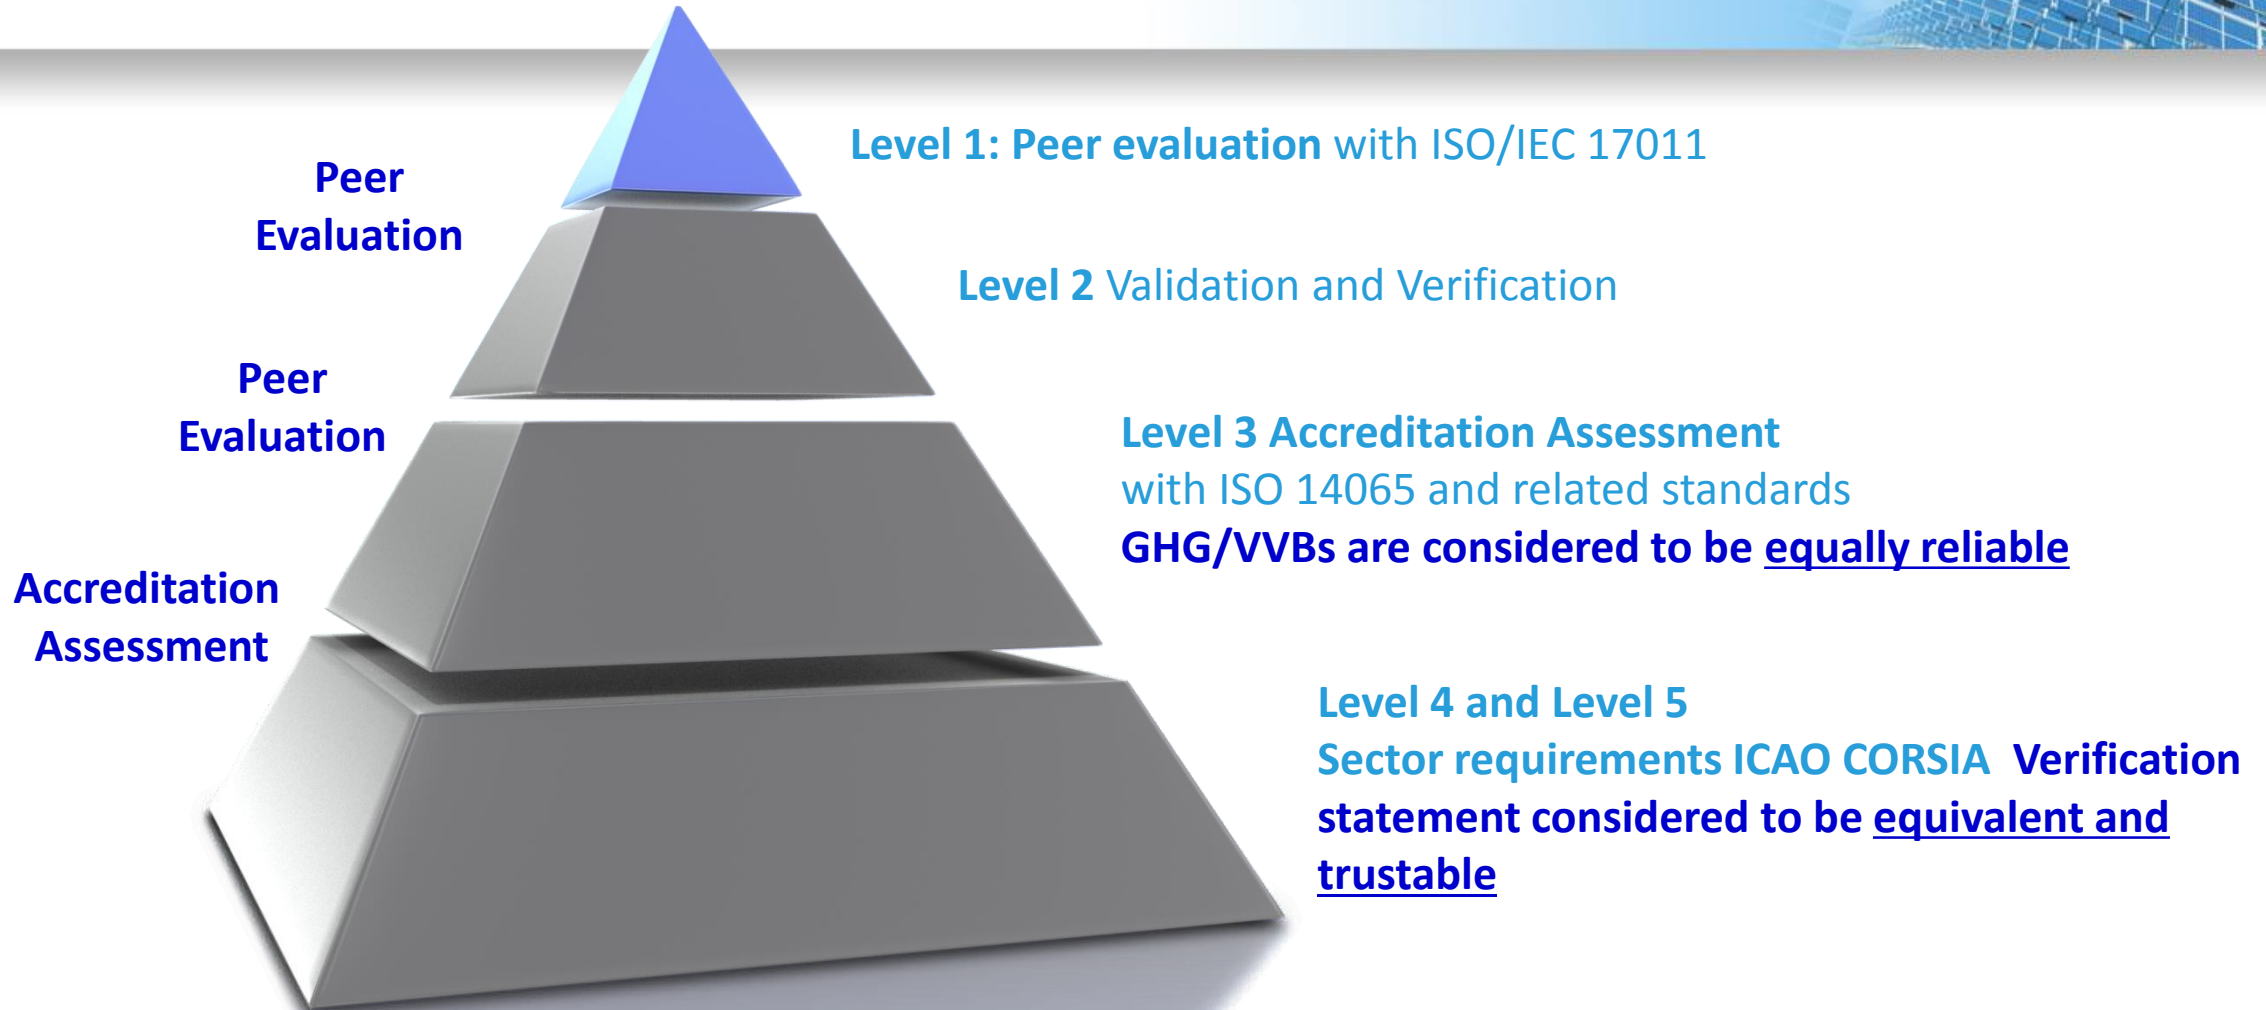 Peer
Evaluation
Level 1: Peer evaluation with ISO/IEC 17011
Level 2 Validation and Verification
Peer
Evaluation
Level 3 Accreditation Assessment
with ISO 14065 and related standards
GHG/VVBs are considered to be equally reliable
Accreditation
Assessment
Level 4 and Level 5
Sector requirements ICAO CORSIA Verification
statement considered to be equivalent and
trustable